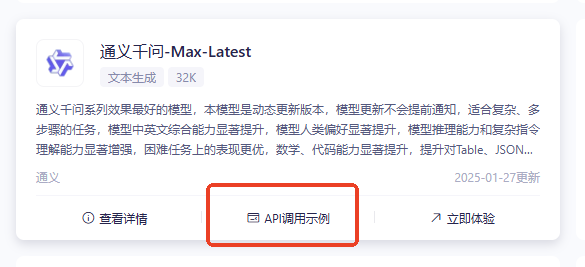 通义千问-Max-Latest
文本生成 32K
通义千问系列效果最好的模型，本模型是动态更新版本，模型更新不会提前通知，适合复杂、多
步骤的任务，模型中英文综合能力显著提升，模型人类偏好显著提升，模型推理能力和复杂指令
理解能力显著增强，困难任务上的表现更优，数学、代码能力显著提升，提升对Table、JSON...
通义 2025-01-27更新
查看详情 API调用示例 立即体验